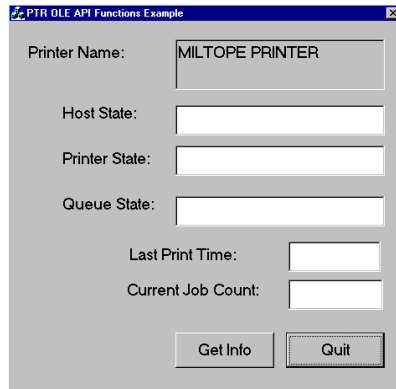 PTR OLE API Functions Example
Printer Name: MILTOPE PRINTER
Host State:
Printer State:
Queue State:
Last Print Time:
Current Job Count:
Get Info Quit